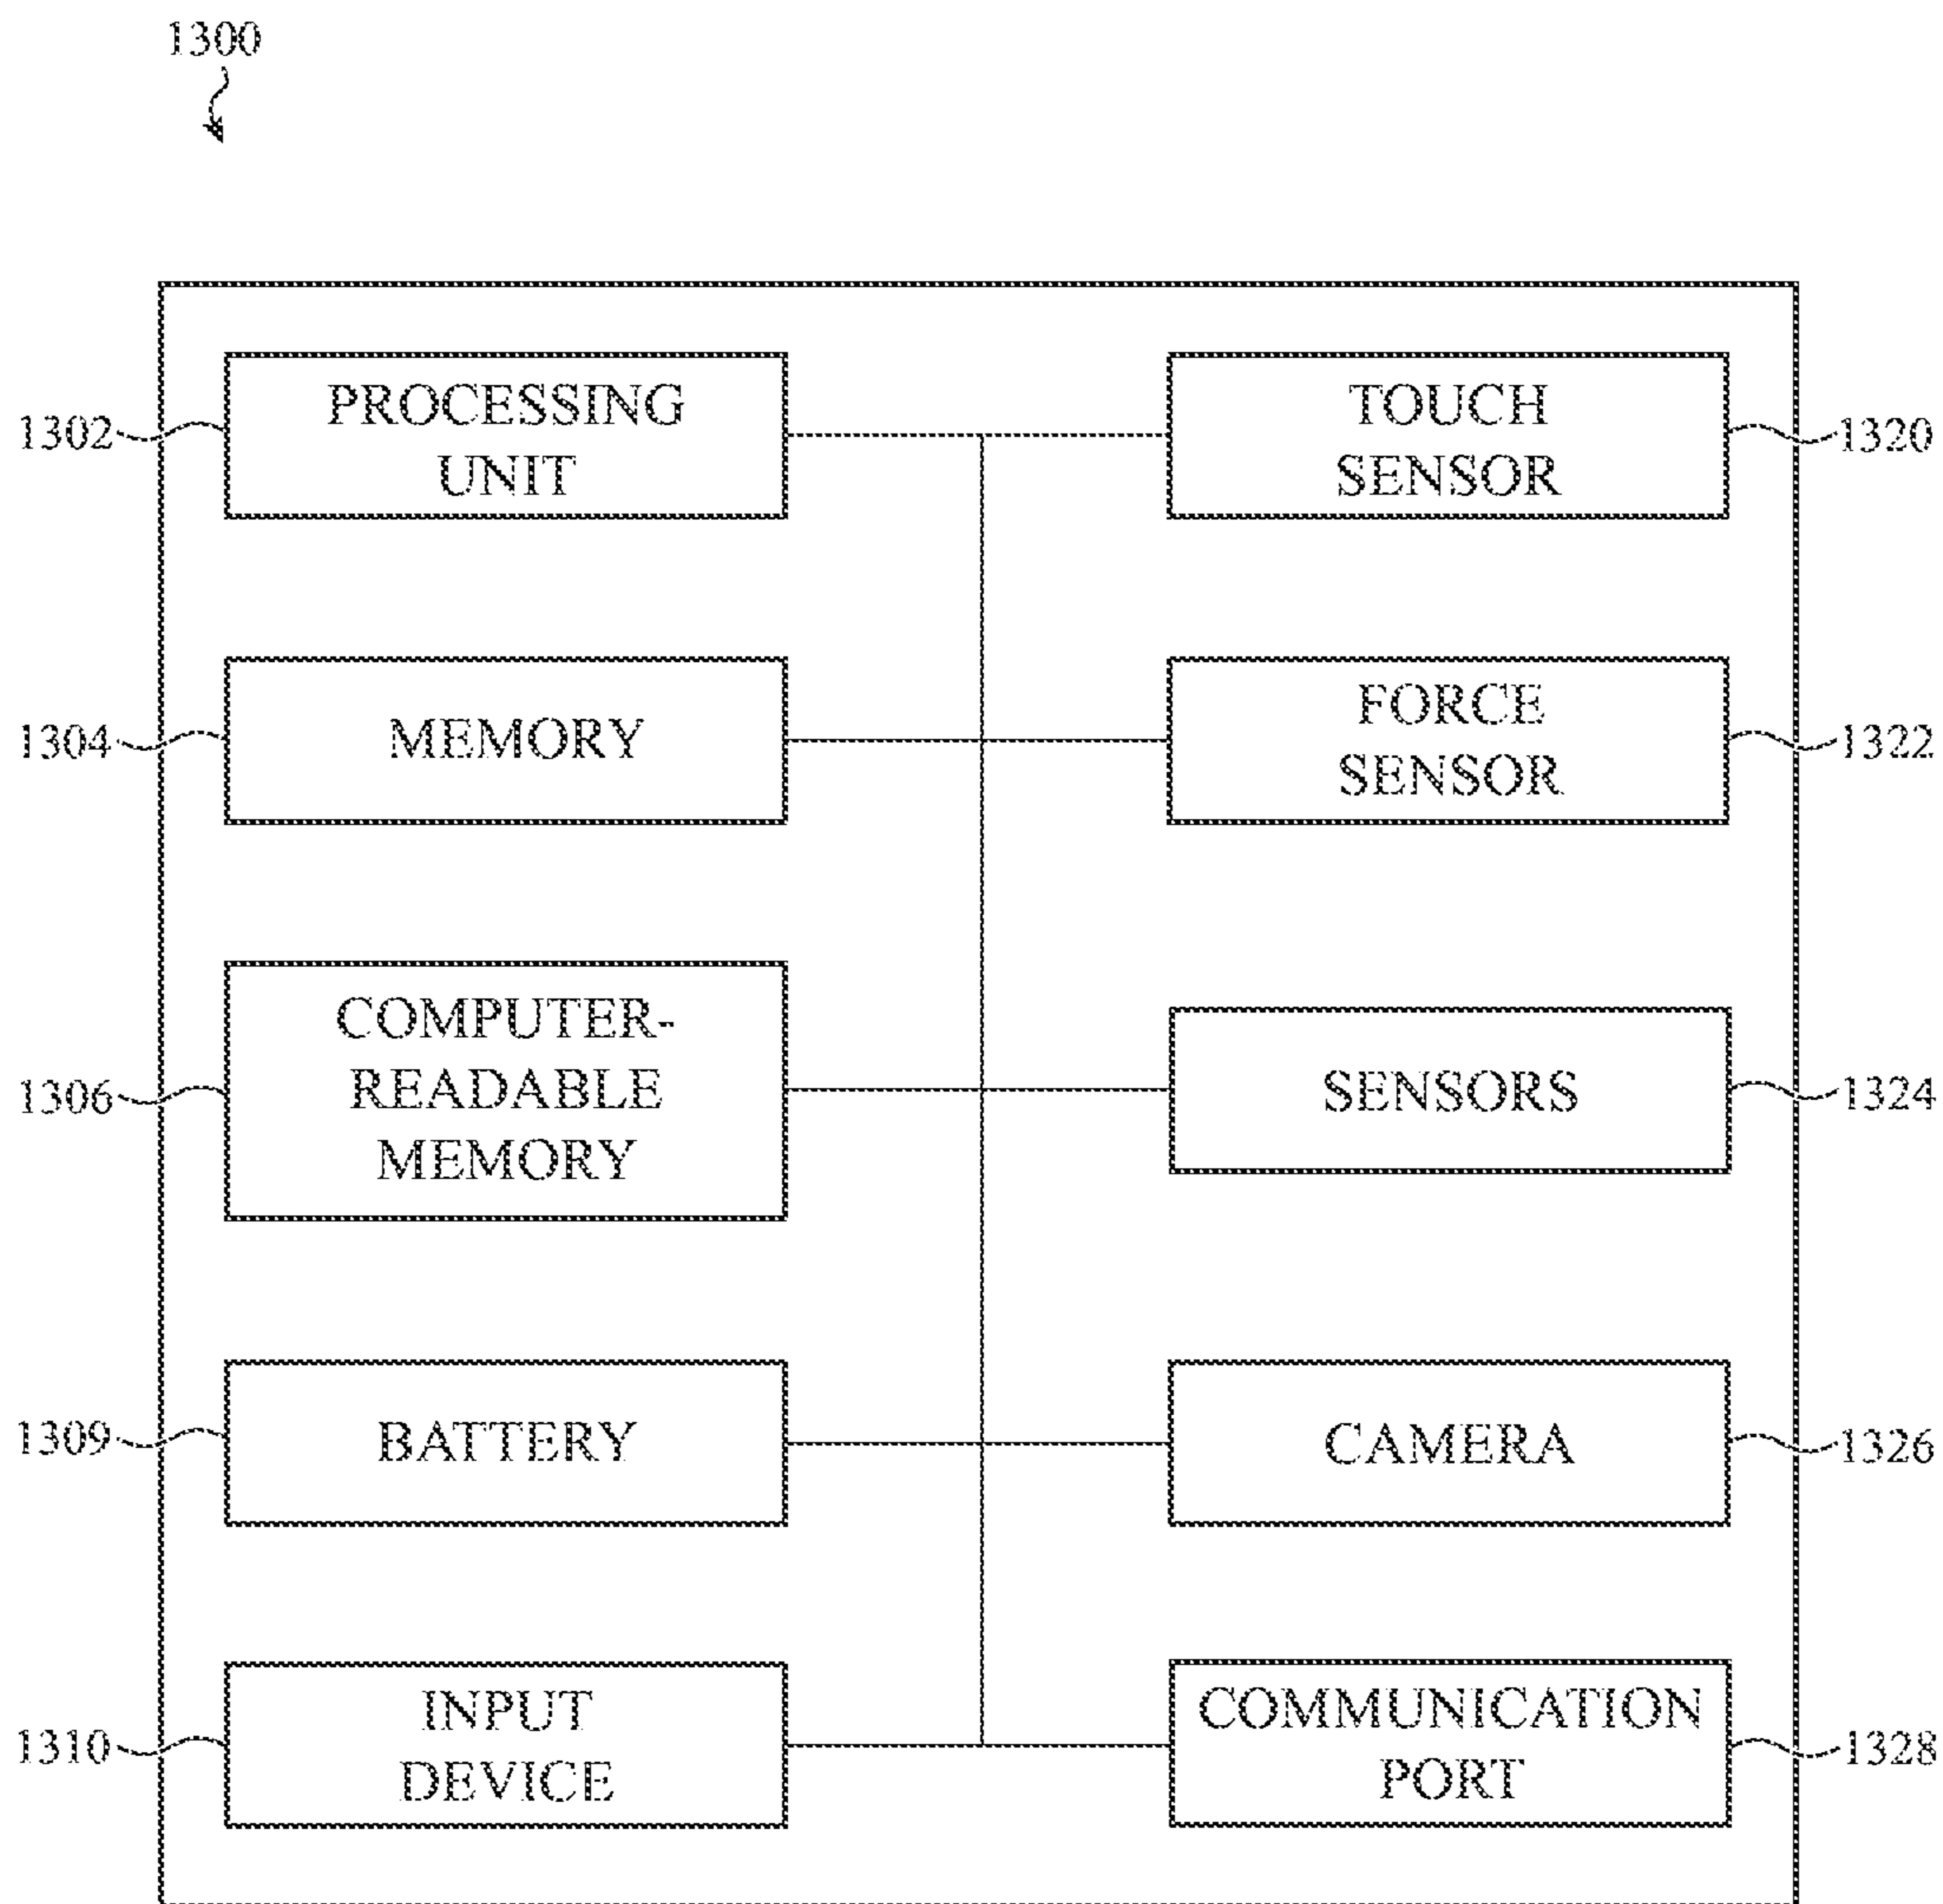 1300
1302
PROCESSING
UNIT
TOUCH
SENSOR
1320
1304
MEMORY
FORCE
SENSOR
1322
1306
COMPUTER-
READABLE
MEMORY
SENSORS
1324
1309
BATTERY
CAMERA
1326
1310
INPUT
DEVICE
COMMUNICATION
PORT
1328